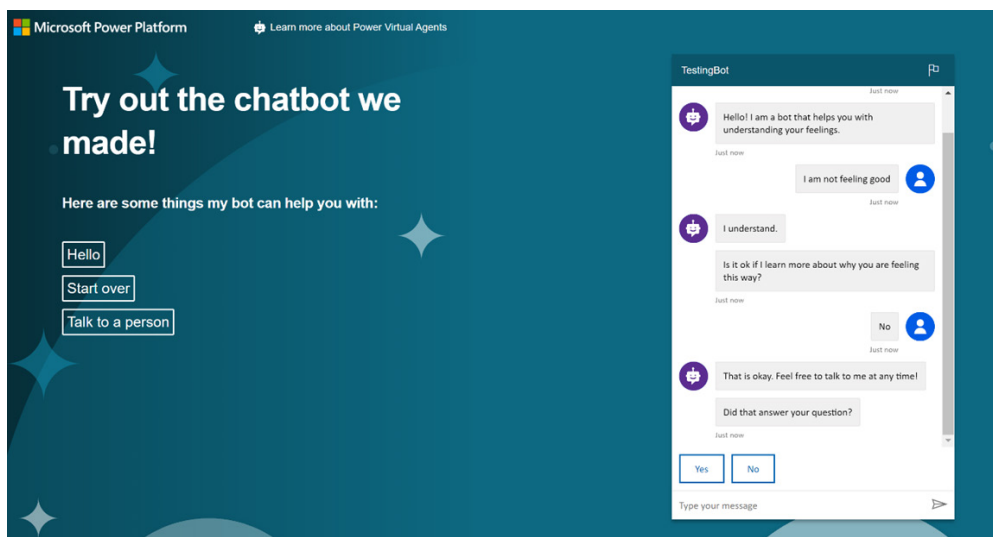 Microsoft Power Platform
Learn more about Power Virtual Agents
Try out the chatbot we
made!
Here are some things my bot can help you with:
Hello
Start over
Talk to a person
TestingBot
Just now
Hello! I am a bot that helps you with
understanding your feelings.
Just now
I am not feeling good
Just now
I understand.
Is it ok if I learn more about why you are feeling
this way?
Just now
No
Just now
That is okay. Feel free to talk to me at any time!
Did that answer your question?
Just now
Yes
No
Type your message